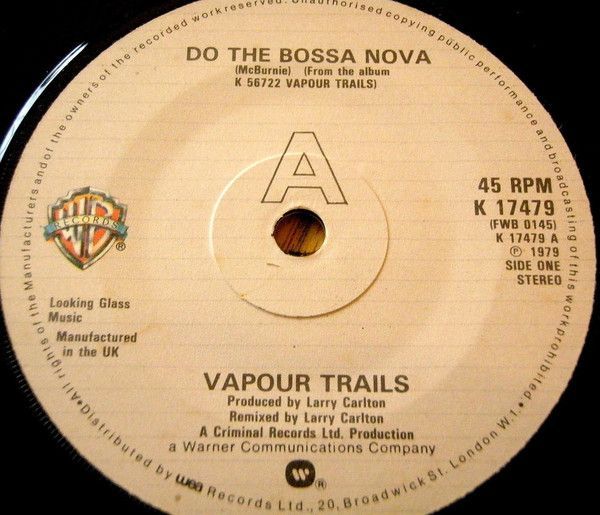 DO THE BOSSA NOVA
(McBurnie) (From the album
K 56722 VAPOUR TRAILS)
A
45 RPM
K 17479
(FWB 0145)
K 17479 A
Ⓟ 1979
SIDE ONE
STEREO
WB
RECORDS
®
Looking Glass
Music
Manufactured
in the UK
VAPOUR TRAILS
Produced by Larry Carlton
Remixed by Larry Carlton
A Criminal Records Ltd. Production
a Warner Communications Company
®
All rights of the Manufacturers and of the owners of the recorded work reserved. Unauthorised copying public performance and broadcasting of this work prohibited.
Distributed by wea Records Ltd., 20, Broadwick St. London W1.